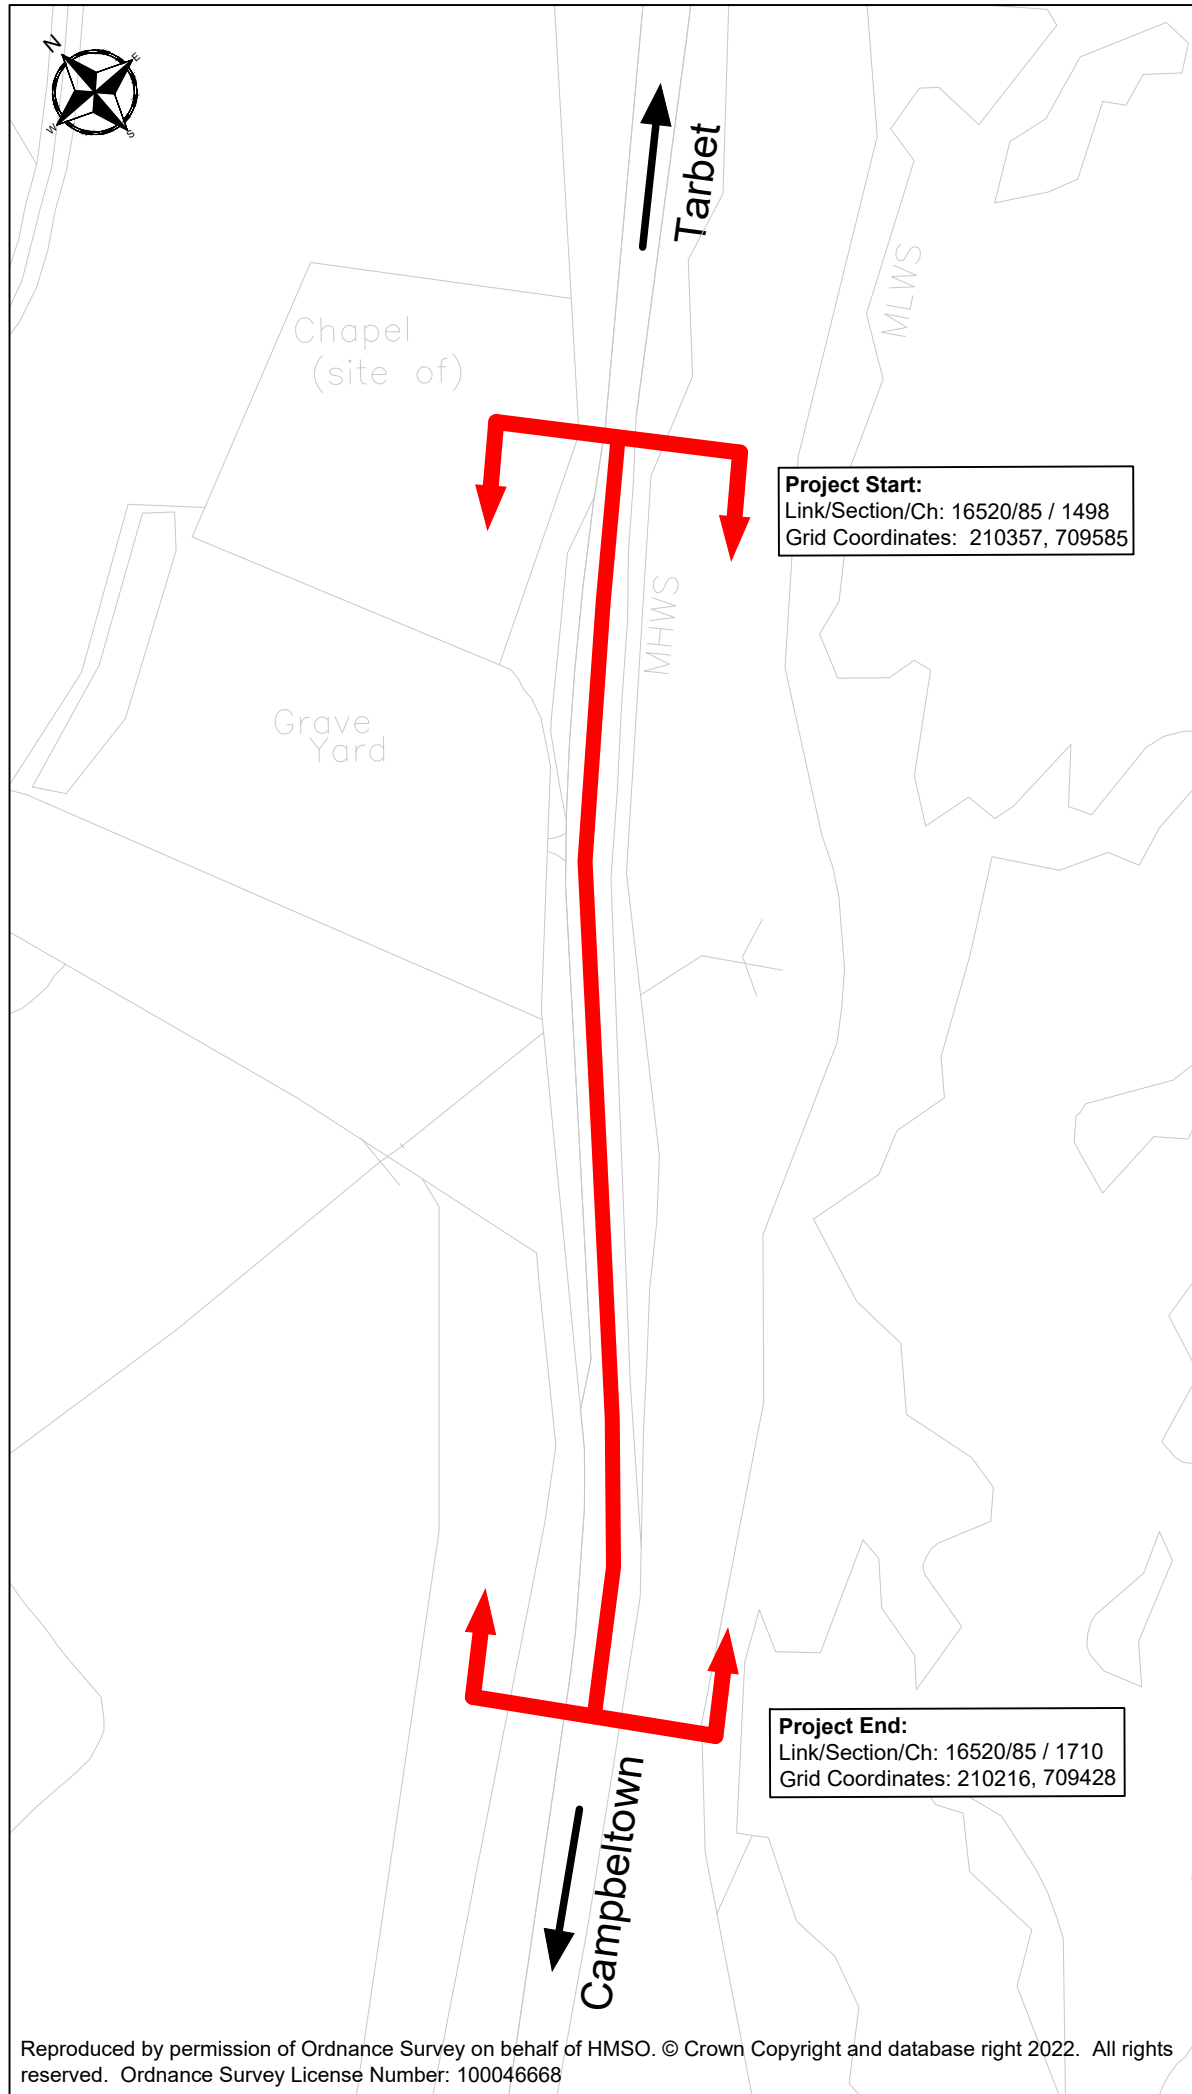 N
E
W
S
Tarbet
MLWS
Chapel
(site of)
Project Start:
Link/Section/Ch: 16520/85 / 1498
Grid Coordinates: 210357, 709585
MHWS
Grave
Yard
Project End:
Link/Section/Ch: 16520/85 / 1710
Grid Coordinates: 210216, 709428
Campbeltown
Reproduced by permission of Ordnance Survey on behalf of HMSO. © Crown Copyright and database right 2022. All rights
reserved. Ordnance Survey License Number: 100046668